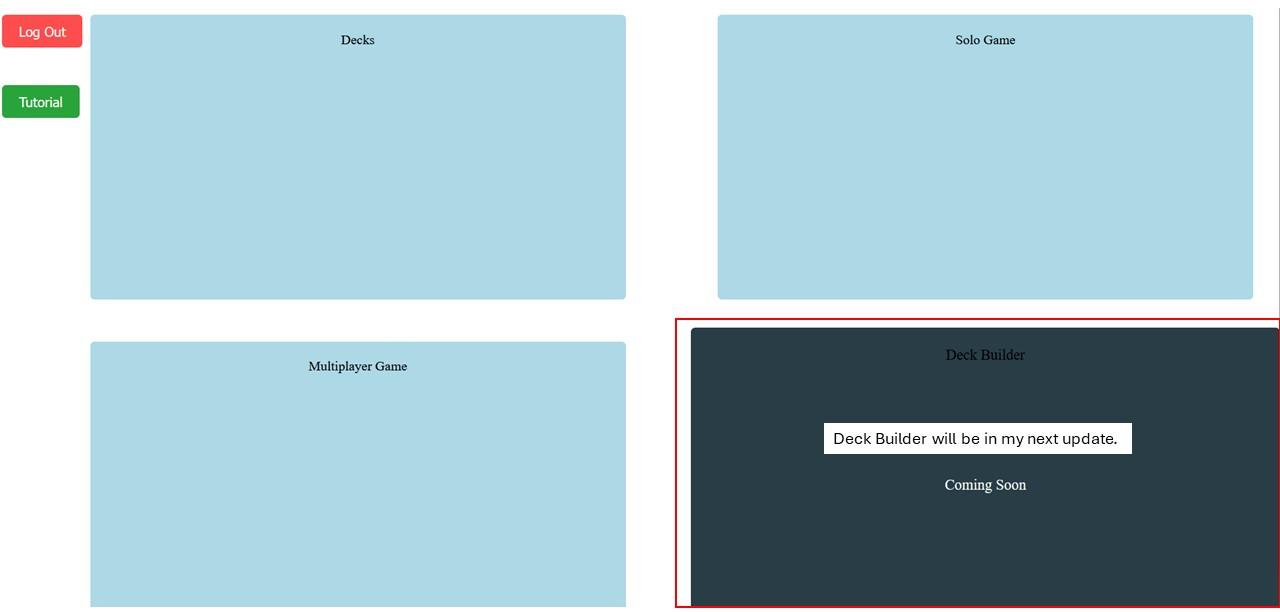 Log Out
Decks
Solo Game
Tutorial
Multiplayer Game
Deck Builder
Deck Builder will be in my next update.
Coming Soon